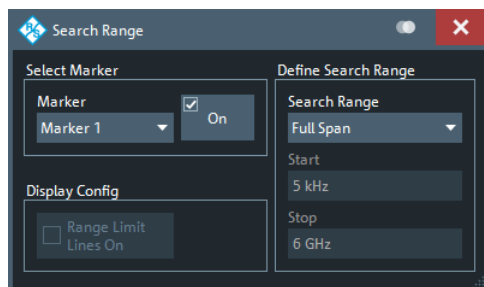 R&S
Search Range
Select Marker
Marker
Marker 1
On
Display Config
Range Limit
Lines On
Define Search Range
Search Range
Full Span
Start
5 kHz
Stop
6 GHz